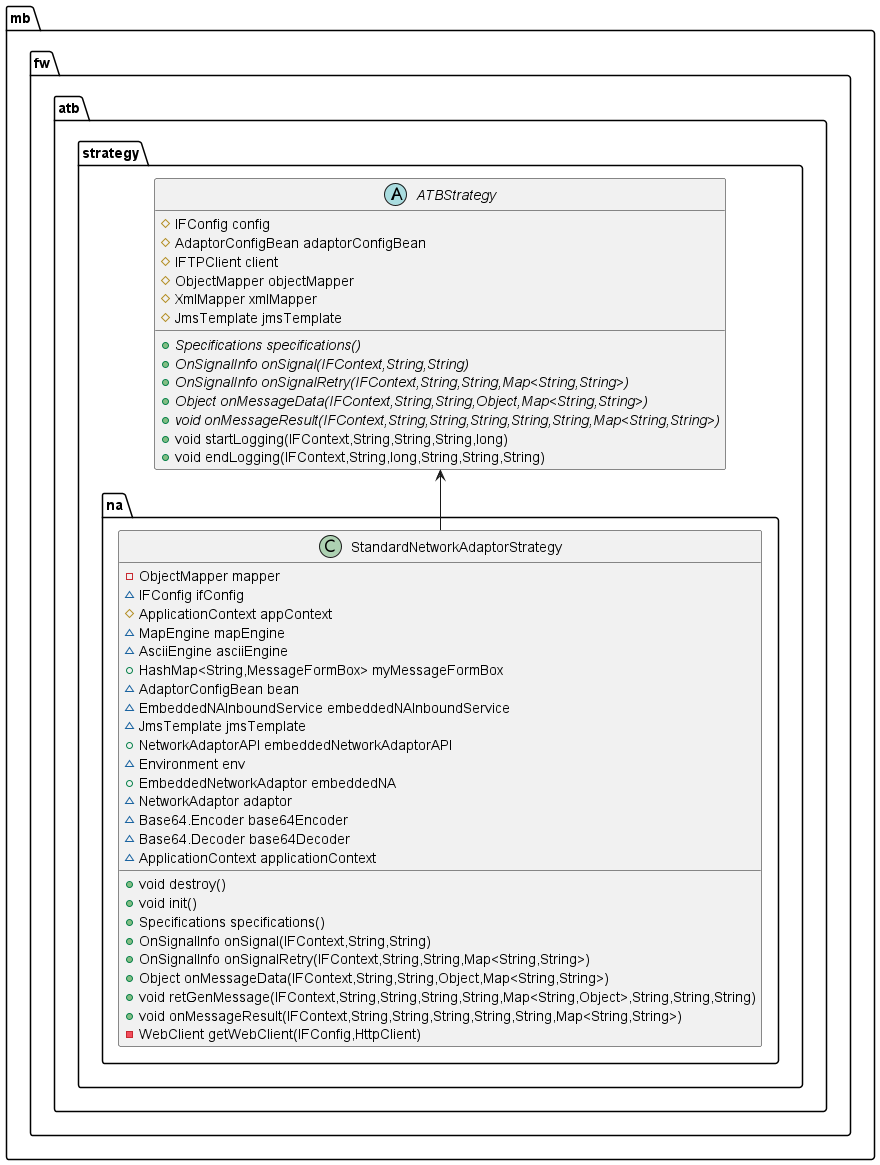 mb
fw
atb
strategy
A ATBStrategy
IFConfig config
AdaptorConfigBean adaptorConfigBean
IFTPClient client
ObjectMapper objectMapper
XmlMapper xmlMapper
JmsTemplate jmsTemplate
Specifications specifications()
OnSignalInfo onSignal(IFContext,String,String)
OnSignalInfo onSignalRetry(IFContext,String,String,Map<String,String>)
Object onMessageData(IFContext,String,String,Object,Map<String,String>)
void onMessageResult(IFContext,String,String,String,String,String,Map<String,String>)
void startLogging(IFContext,String,String,String,long)
void endLogging(IFContext,String,long,String,String,String)
na
C StandardNetworkAdaptorStrategy
ObjectMapper mapper
IFConfig ifConfig
ApplicationContext appContext
MapEngine mapEngine
AsciiEngine asciiEngine
HashMap<String,MessageFormBox> myMessageFormBox
AdaptorConfigBean bean
EmbeddedNAInboundService embeddedNAInboundService
JmsTemplate jmsTemplate
NetworkAdaptorAPI embeddedNetworkAdaptorAPI
Environment env
EmbeddedNetworkAdaptor embeddedNA
NetworkAdaptor adaptor
Base64.Encoder base64Encoder
Base64.Decoder base64Decoder
ApplicationContext applicationContext
void destroy()
void init()
Specifications specifications()
OnSignalInfo onSignal(IFContext,String,String)
OnSignalInfo onSignalRetry(IFContext,String,String,Map<String,String>)
Object onMessageData(IFContext,String,String,Object,Map<String,String>)
void retGenMessage(IFContext,String,String,String,String,Map<String,Object>,String,String,String)
void onMessageResult(IFContext,String,String,String,String,String,Map<String,String>)
WebClient getWebClient(IFConfig,HttpClient)